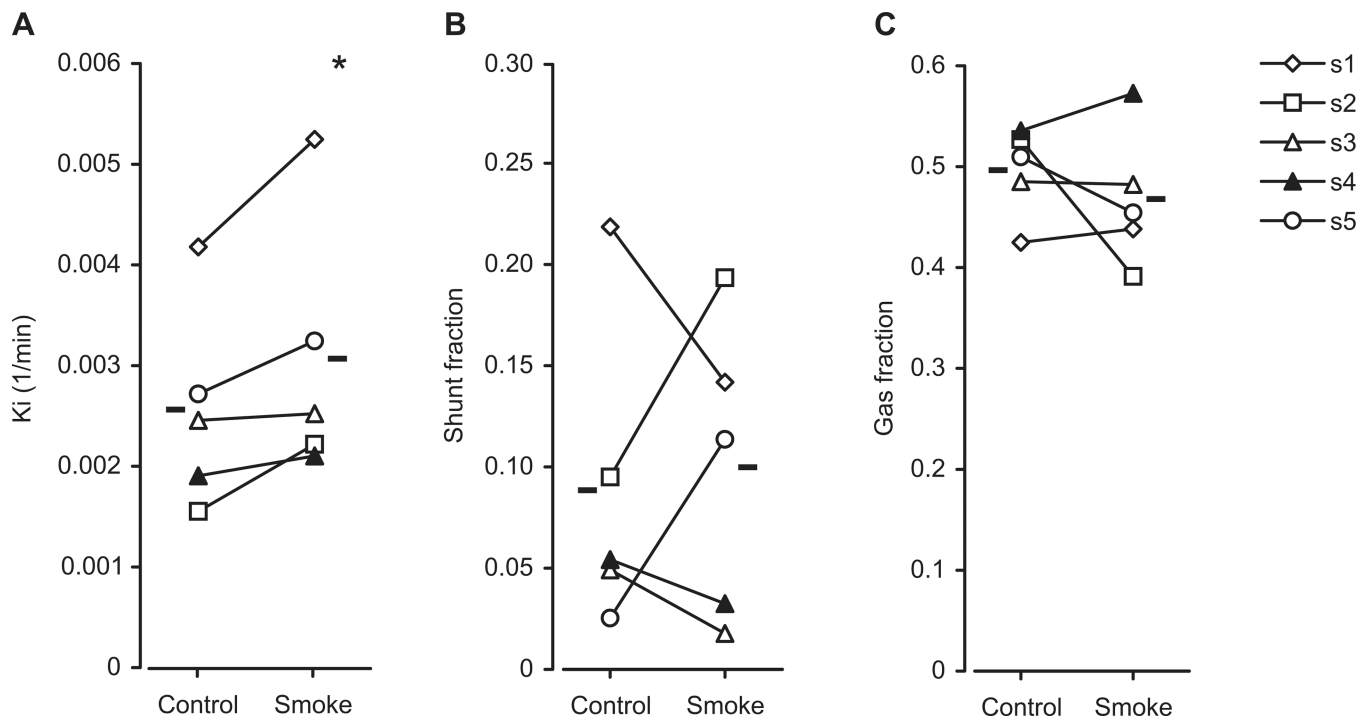 A
Ki (1/min)
0.006
0.005
0.004
0.003
0.002
0.001
0
*
Control Smoke
B
Shunt fraction
0.30
0.25
0.20
0.15
0.10
0.05
0
Control Smoke
C
Gas fraction
0.6
0.5
0.4
0.3
0.2
0.1
0
Control Smoke
s1
s2
s3
s4
s5